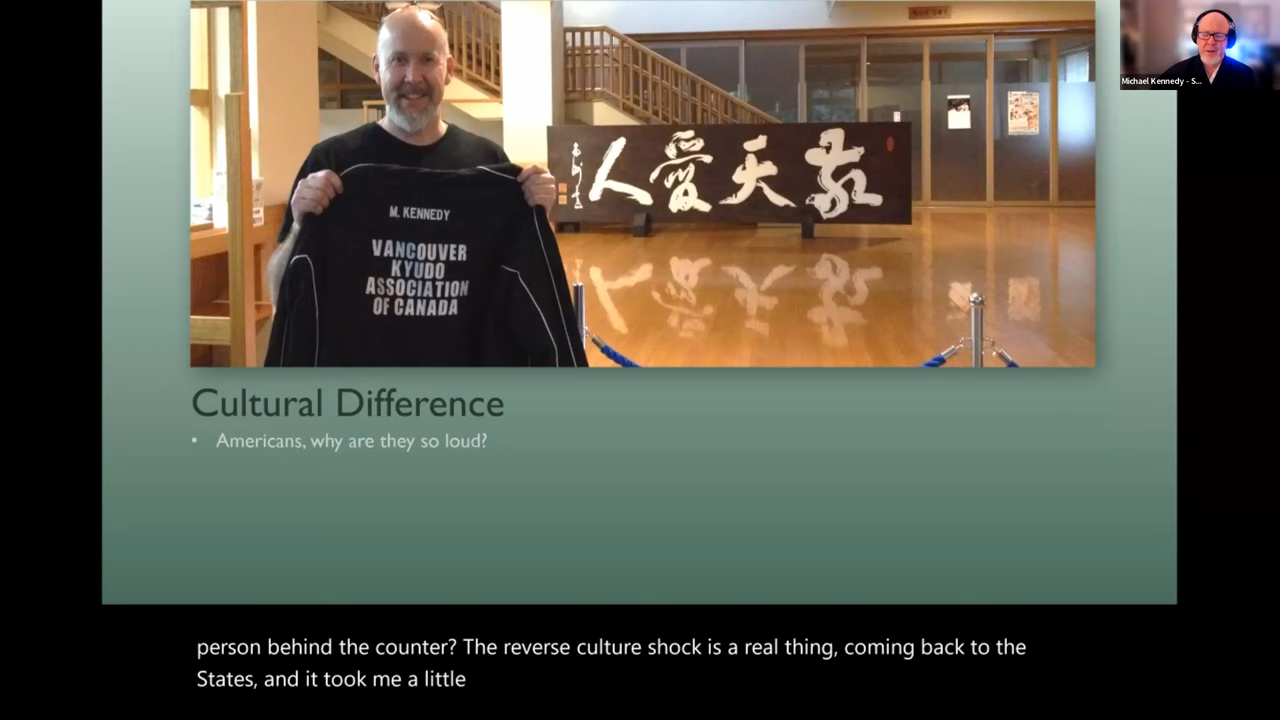 Michael Kennedy - S...
敬天愛人
M. KENNEDY
VANCOUVER
KYUDO
ASSOCIATION
OF CANADA
Cultural Difference
• Americans, why are they so loud?
person behind the counter? The reverse culture shock is a real thing, coming back to the
States, and it took me a little